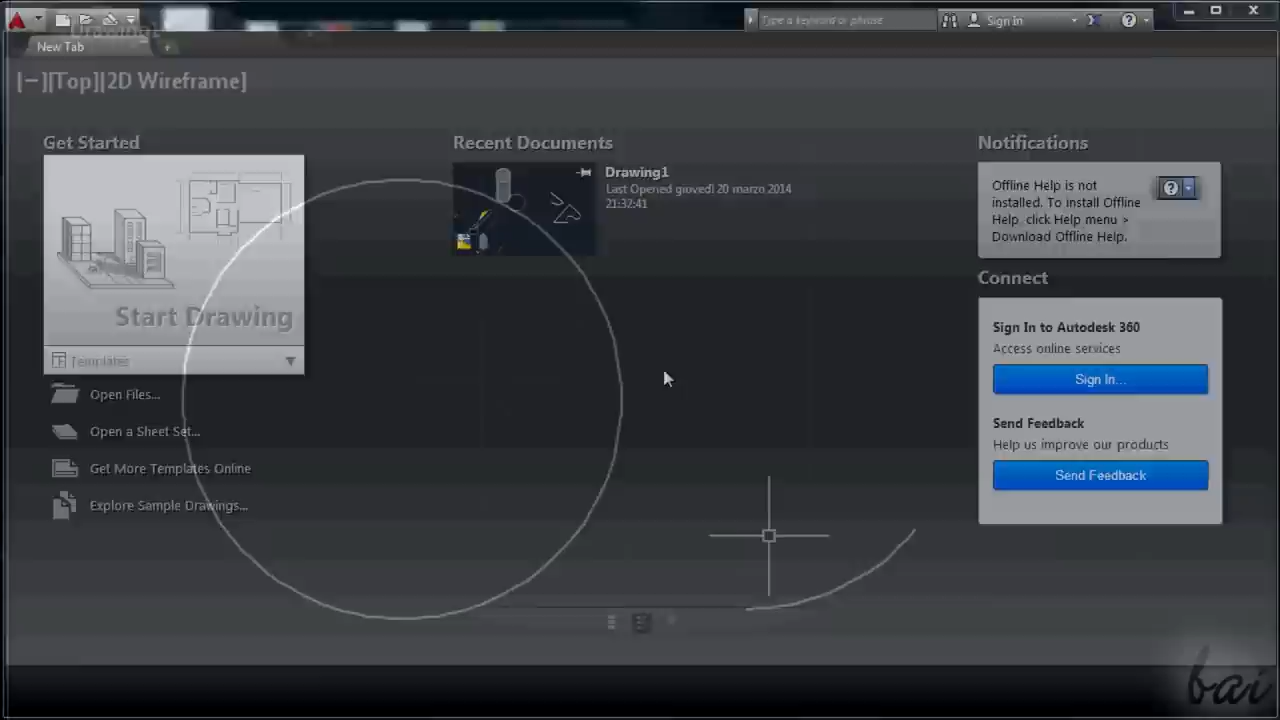 Type a keyword or phrase
Sign in
Drawing1
New Tab
[−][Top][2D Wireframe]
Get Started
Start Drawing
Templates
Open Files...
Open a Sheet Set...
Get More Templates Online
Explore Sample Drawings...
Recent Documents
Drawing1
Last Opened giovedì 20 marzo 2014
21:32:41
Notifications
Offline Help is not
installed. To install Offline
Help, click Help menu >
Download Offline Help.
Connect
Sign In to Autodesk 360
Access online services
Sign In...
Send Feedback
Help us improve our products
Send Feedback
bai